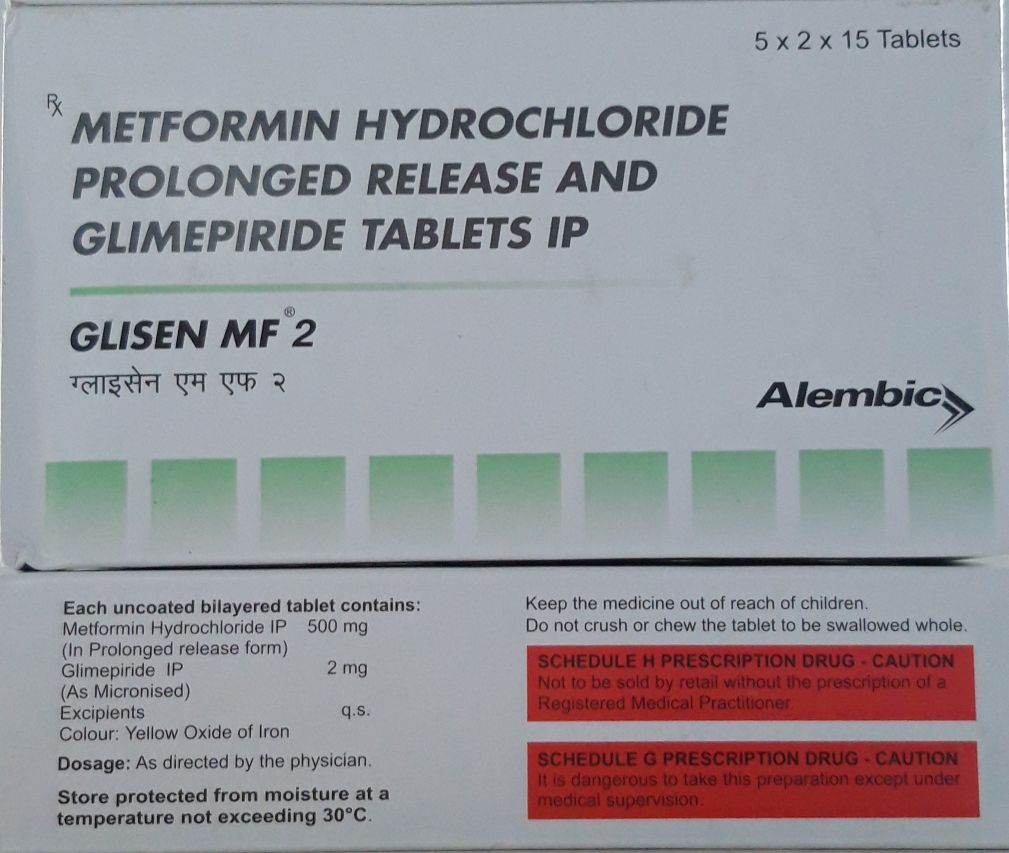 5 x 2 x 15 Tablets
Rx
METFORMIN HYDROCHLORIDE
PROLONGED RELEASE AND
GLIMEPIRIDE TABLETS IP
GLISEN MF® 2
ग्लाइसेन एम एफ २
Alembic
Each uncoated bilayered tablet contains:
Metformin Hydrochloride IP 500 mg
(In Prolonged release form)
Glimepiride IP 2 mg
(As Micronised)
Excipients q.s.
Colour: Yellow Oxide of Iron
Dosage: As directed by the physician.
Store protected from moisture at a
temperature not exceeding 30°C.
Keep the medicine out of reach of children.
Do not crush or chew the tablet to be swallowed whole.
SCHEDULE H PRESCRIPTION DRUG - CAUTION
Not to be sold by retail without the prescription of a
Registered Medical Practitioner.
SCHEDULE G PRESCRIPTION DRUG - CAUTION
It is dangerous to take this preparation except under
medical supervision.